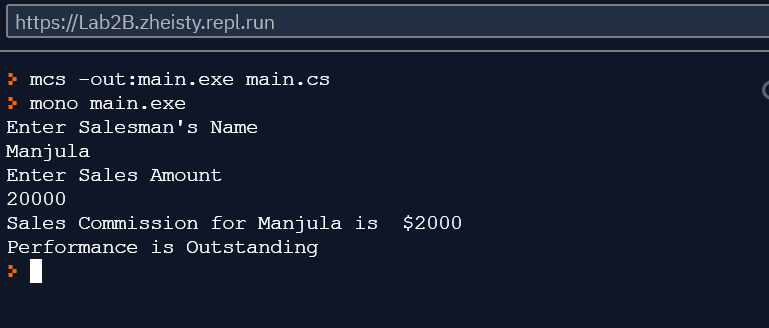 https://Lab2B.zheisty.repl.run
mcs -out:main.exe main.cs
mono main.exe
Enter Salesman's Name
Manjula
Enter Sales Amount
20000
Sales Commission for Manjula is  $2000
Performance is Outstanding